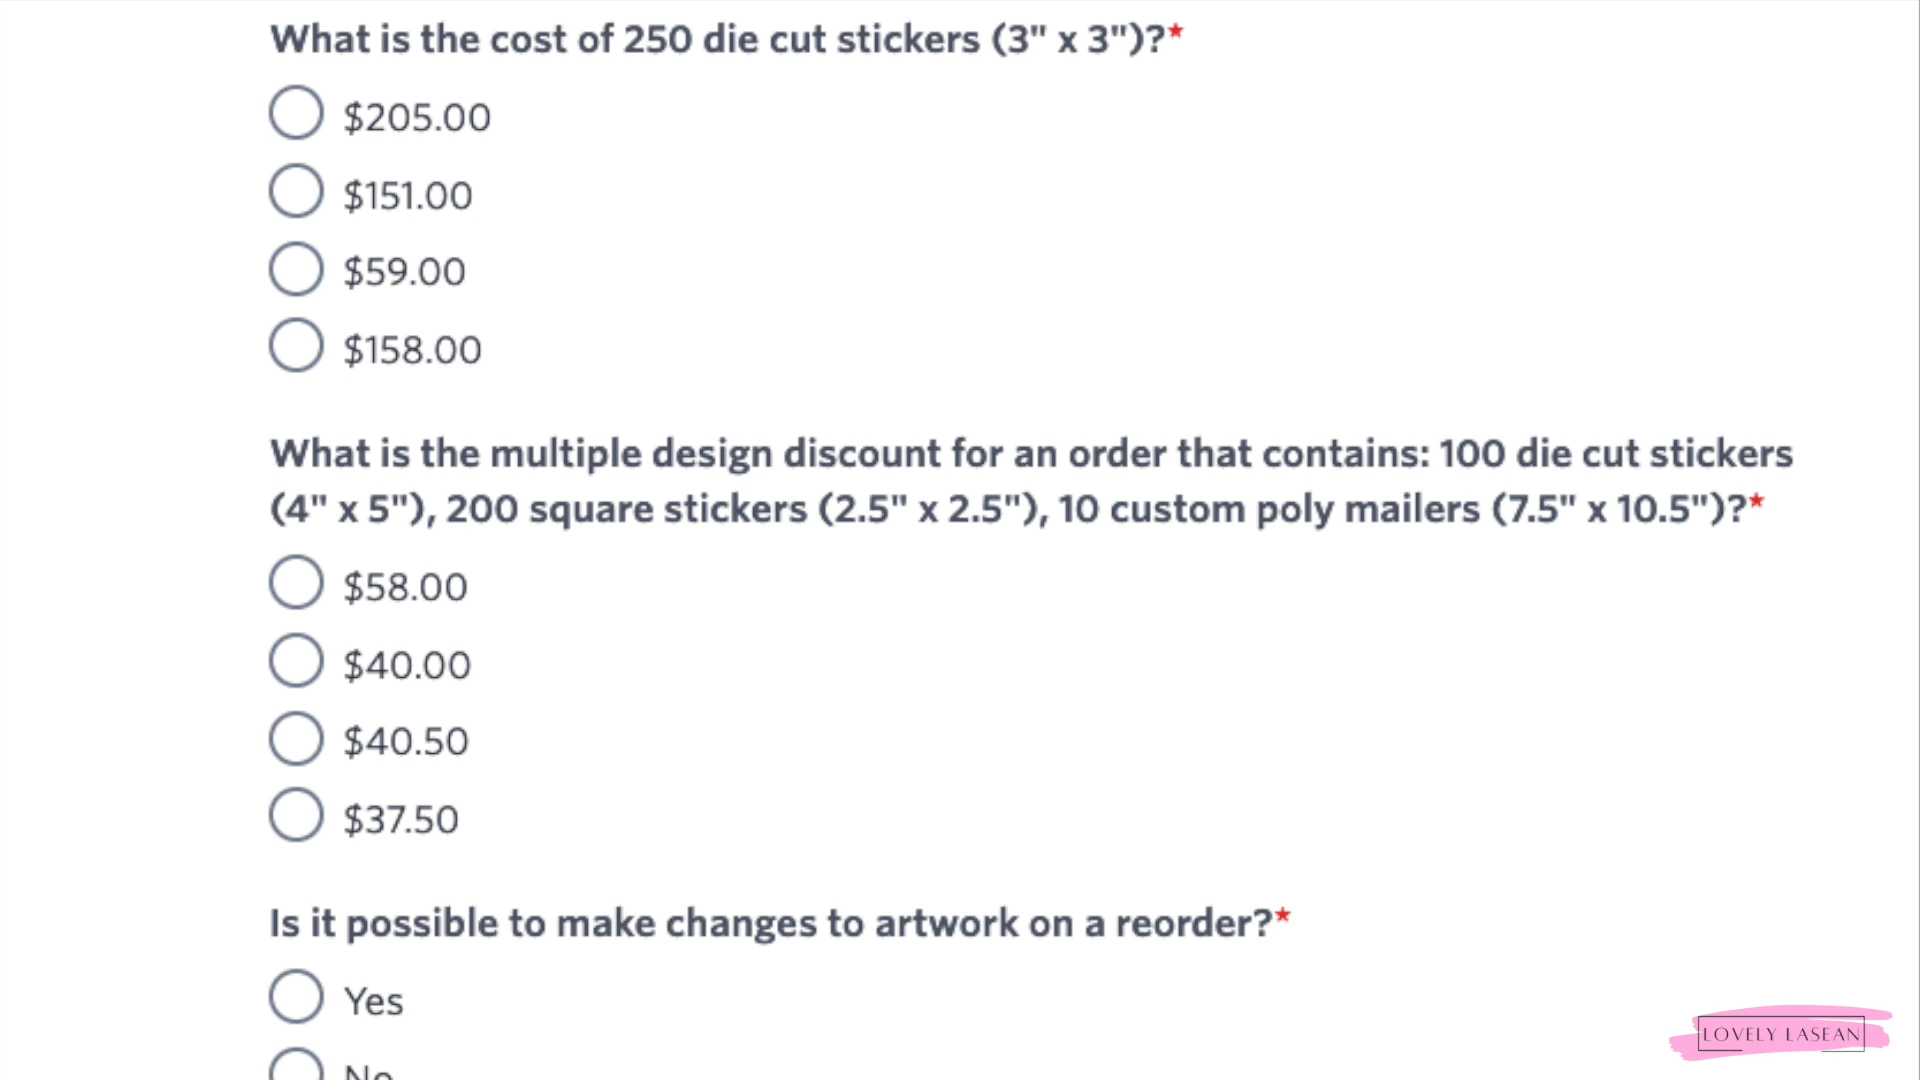 What is the cost of 250 die cut stickers (3" x 3")?*
$205.00
$151.00
$59.00
$158.00
What is the multiple design discount for an order that contains: 100 die cut stickers
(4" x 5"), 200 square stickers (2.5" x 2.5"), 10 custom poly mailers (7.5" x 10.5")?*
$58.00
$40.00
$40.50
$37.50
Is it possible to make changes to artwork on a reorder?*
Yes
No
LOVELY LASEAN